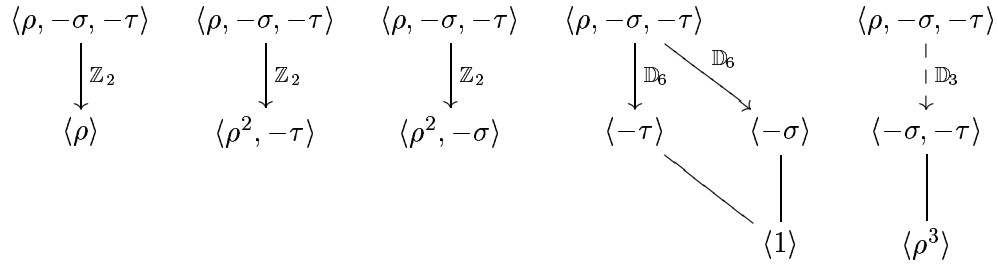 ⟨ρ, −σ, −τ⟩ ⟨ρ, −σ, −τ⟩ ⟨ρ, −σ, −τ⟩ ⟨ρ, −σ, −τ⟩ ⟨ρ, −σ, −τ⟩
ℤ₂ ℤ₂ ℤ₂ 𝔻₆ 𝔻₆ 𝔻₃
⟨ρ⟩ ⟨ρ², −τ⟩ ⟨ρ², −σ⟩ ⟨−τ⟩ ⟨−σ⟩ ⟨−σ, −τ⟩
⟨1⟩ ⟨ρ³⟩